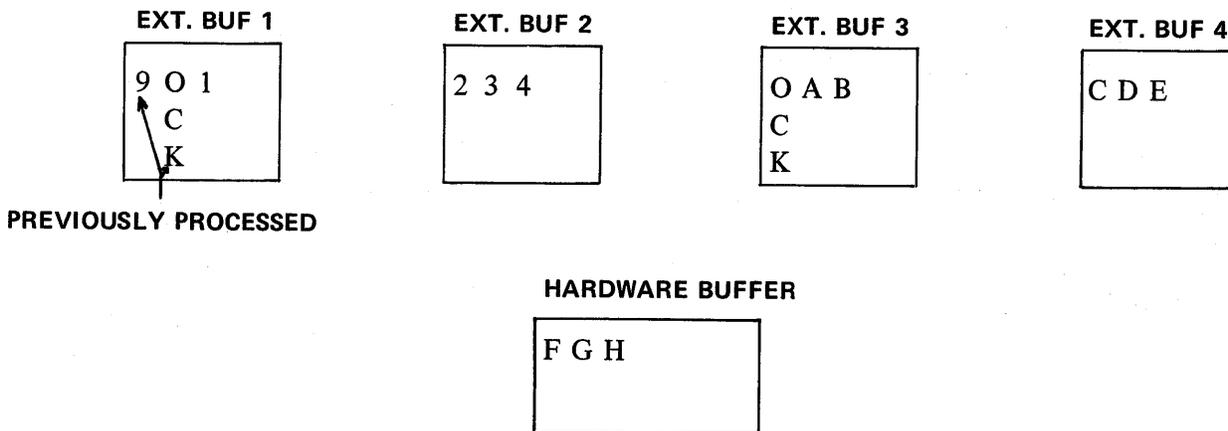 EXT. BUF 1
9 O 1
C
K
PREVIOUSLY PROCESSED
EXT. BUF 2
2 3 4
EXT. BUF 3
O A B
C
K
EXT. BUF 4
C D E
HARDWARE BUFFER
F G H